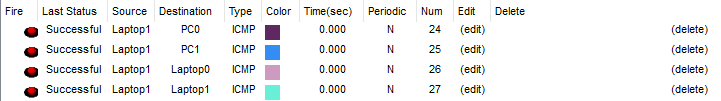 Fire Last Status Source Destination Type Color Time(sec) Periodic Num Edit Delete
Successful Laptop1 PC0 ICMP 0.000 N 24 (edit) (delete)
Successful Laptop1 PC1 ICMP 0.000 N 25 (edit) (delete)
Successful Laptop1 Laptop0 ICMP 0.000 N 26 (edit) (delete)
Successful Laptop1 Laptop1 ICMP 0.000 N 27 (edit) (delete)